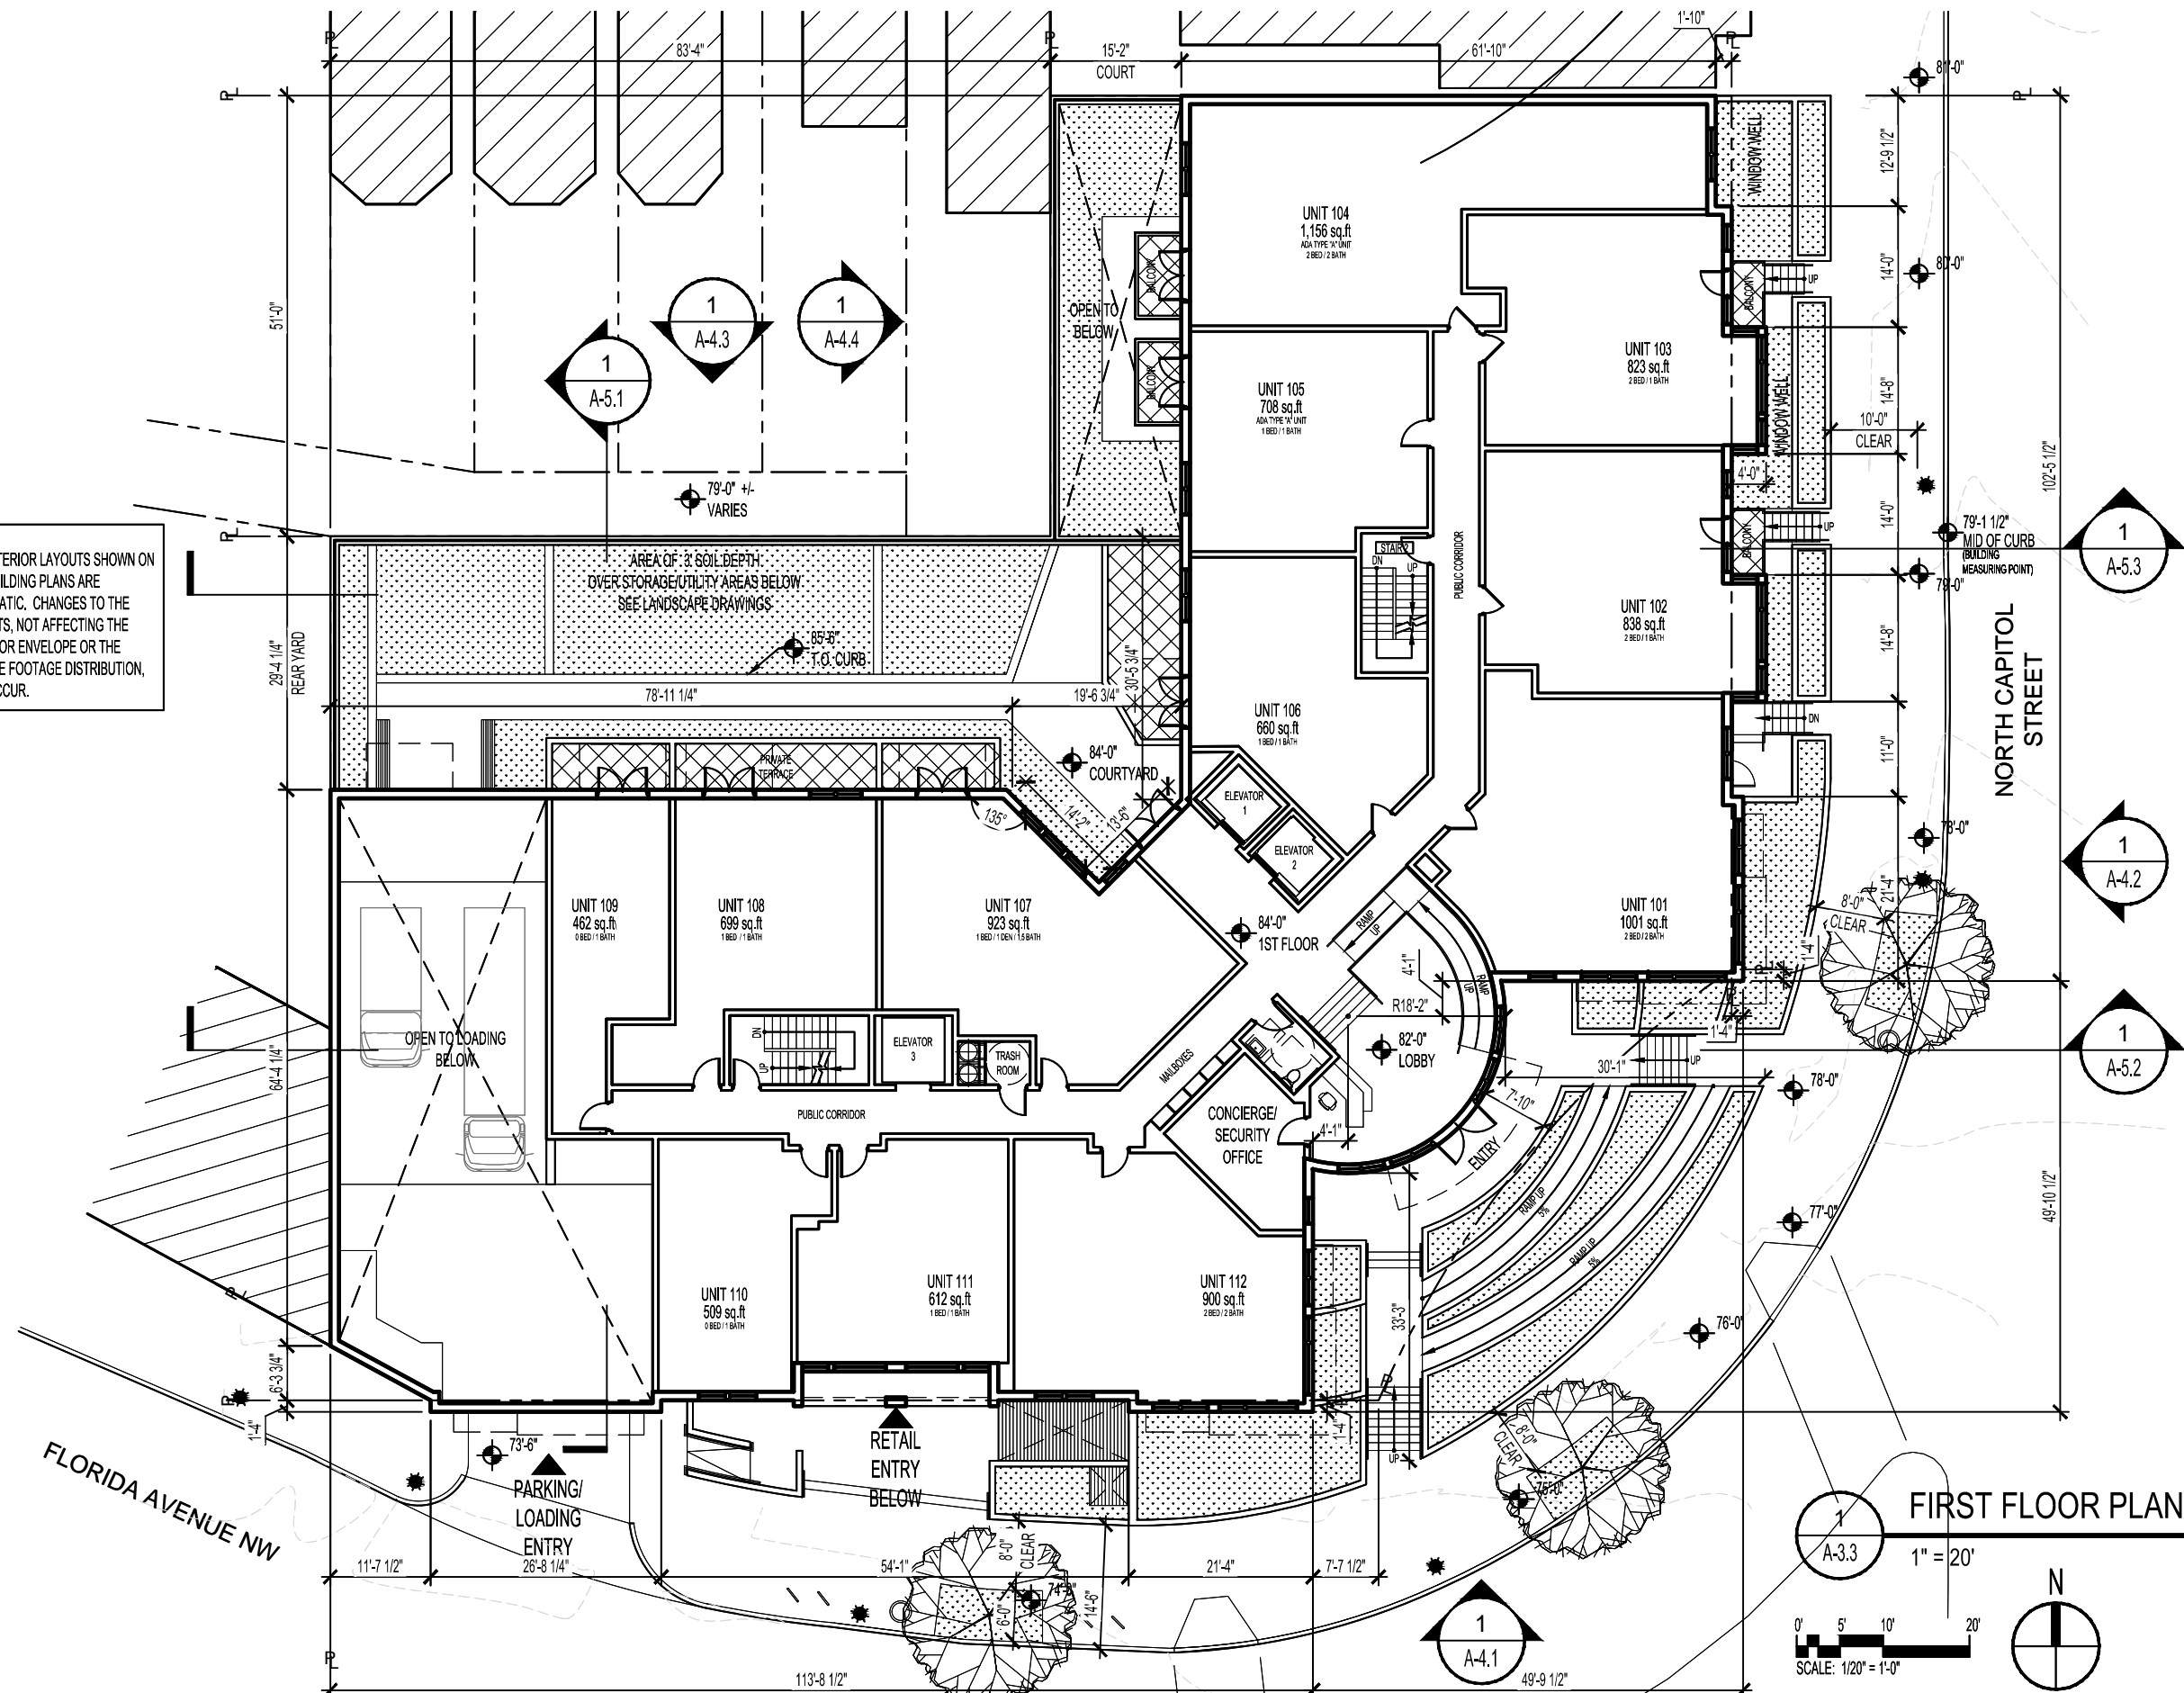 83'-4"
15'-2"
COURT
61'-10"
1'-10"
81'-0"
12'-9 1/2"
WINDOW WELL
UNIT 104
1,156 sq.ft
ADA TYPE "A" UNIT
2 BED / 2 BATH
BALCONY
OPEN TO
BELOW
BALCONY
80'-0"
14'-0"
BALCONY
UP
51'-0"
1
A-4.3
1
A-4.4
1
A-5.1
UNIT 103
823 sq.ft
2 BED / 1 BATH
UNIT 105
708 sq.ft
ADA TYPE "A" UNIT
1 BED / 1 BATH
14'-8"
WINDOW WELL
10'-0"
CLEAR
102'-5 1/2"
4'-0"
79'-0" +/-
VARIES
14'-0"
BALCONY
UP
79'-1 1/2"
MID OF CURB
(BUILDING
MEASURING POINT)
79'-0"
1
A-5.3
TERIOR LAYOUTS SHOWN ON
ILDING PLANS ARE
ATIC, CHANGES TO THE
TS, NOT AFFECTING THE
OR ENVELOPE OR THE
E FOOTAGE DISTRIBUTION,
CCUR.
AREA OF 3' SOIL DEPTH
OVER STORAGE/UTILITY AREAS BELOW
SEE LANDSCAPE DRAWINGS
STAIR 2
DN
UP
PUBLIC CORRIDOR
UNIT 102
838 sq.ft
2 BED / 1 BATH
85'-6"
T.O. CURB
29'-4 1/4"
REAR YARD
30'-5 3/4"
14'-8"
NORTH CAPITOL
STREET
78'-11 1/4"
19'-6 3/4"
UNIT 106
660 sq.ft
1 BED / 1 BATH
DN
11'-0"
PRIVATE
TERRACE
84'-0"
COURTYARD
135°
14'-2"
13'-6"
ELEVATOR
1
ELEVATOR
2
78'-0"
1
A-4.2
UNIT 109
462 sq.ft
0 BED / 1 BATH
UNIT 108
699 sq.ft
1 BED / 1 BATH
UNIT 107
923 sq.ft
1 BED / 1 DEN / 1.5 BATH
UNIT 101
1001 sq.ft
2 BED / 2 BATH
8'-0"
CLEAR
21'-4"
84'-0"
1ST FLOOR
RAMP
UP
RAMP
UP
4'-1"
R18'-2"
1'-4"
1'-4"
OPEN TO LOADING
BELOW
64'-4 1/4"
DN
UP
ELEVATOR
3
TRASH
ROOM
MAILBOXES
82'-0"
LOBBY
UP
30'-1"
1
A-5.2
78'-0"
7'-10"
PUBLIC CORRIDOR
CONCIERGE/
SECURITY
OFFICE
4'-1"
ENTRY
RAMP UP
5%
RAMP UP
5%
77'-0"
49'-10 1/2"
UNIT 110
509 sq.ft
0 BED / 1 BATH
UNIT 111
612 sq.ft
1 BED / 1 BATH
UNIT 112
900 sq.ft
2 BED / 2 BATH
33'-3"
76'-0"
6'-3 3/4"
1'-4"
1'-4"
UP
FLORIDA AVENUE NW
73'-6"
PARKING/
LOADING
ENTRY
RETAIL
ENTRY
BELOW
8'-0"
CLEAR
75'-0"
8'-0"
CLEAR
11'-7 1/2"
26'-8 1/4"
54'-1"
21'-4"
7'-7 1/2"
6'-0"
14'-6"
1
A-4.1
1
A-3.3
FIRST FLOOR PLAN
1" = 20'
N
0'
5'
10'
20'
SCALE: 1/20" = 1'-0"
113'-8 1/2"
49'-9 1/2"